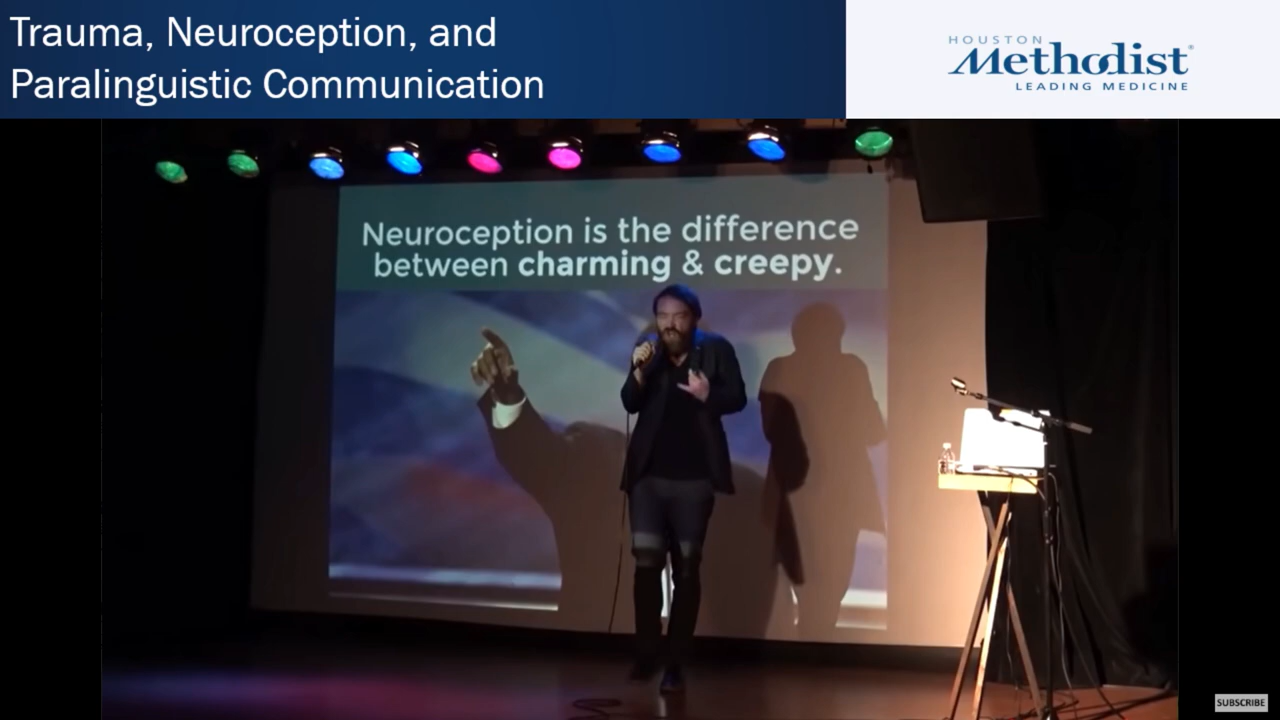 Trauma, Neuroception, and
Paralinguistic Communication
HOUSTON
Methodist®
LEADING MEDICINE
Neuroception is the difference
between charming & creepy.
SUBSCRIBE